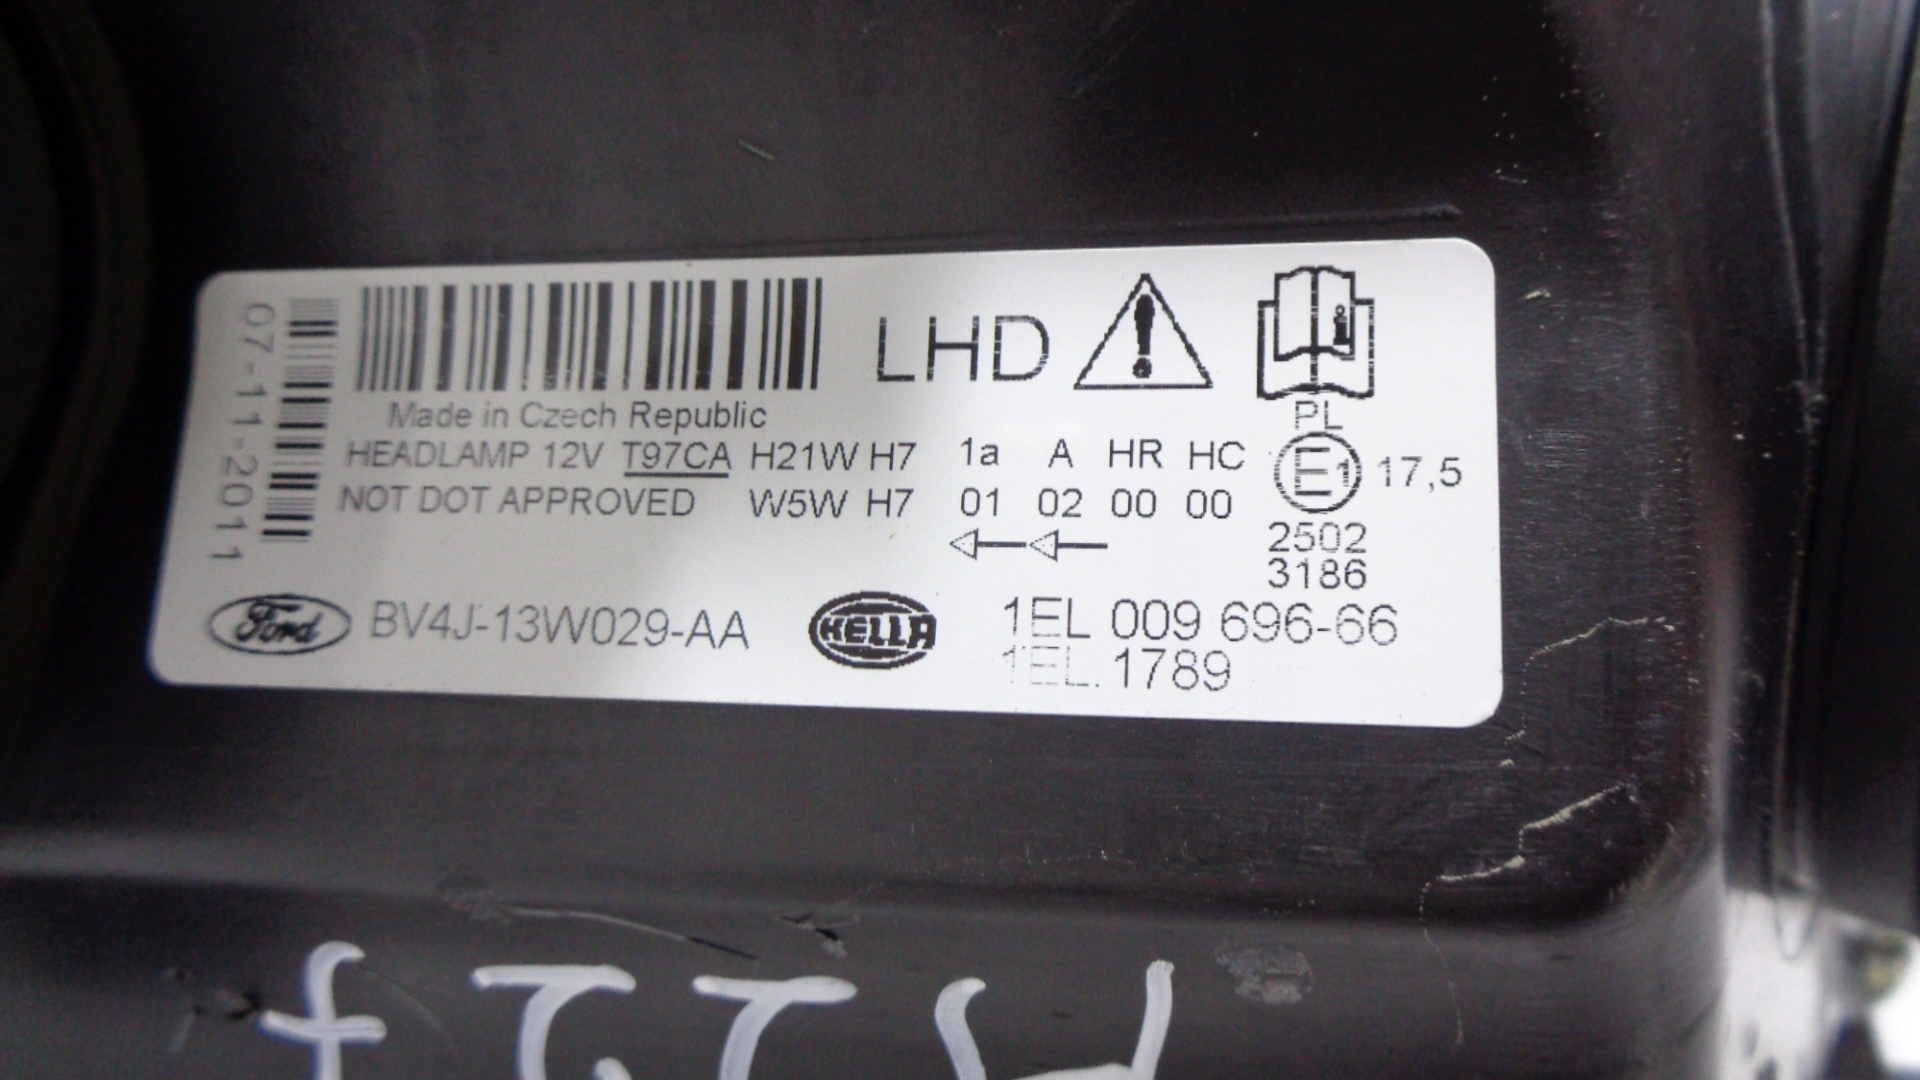 07-11-2011
LHD
Made in Czech Republic
HEADLAMP 12V T97CA H21W H7 1a A HR HC
NOT DOT APPROVED W5W H7 01 02 00 00
PL
E1 17,5
2502
3186
Ford BV4J-13W029-AA HELLA 1EL 009 696-66
1EL. 1789